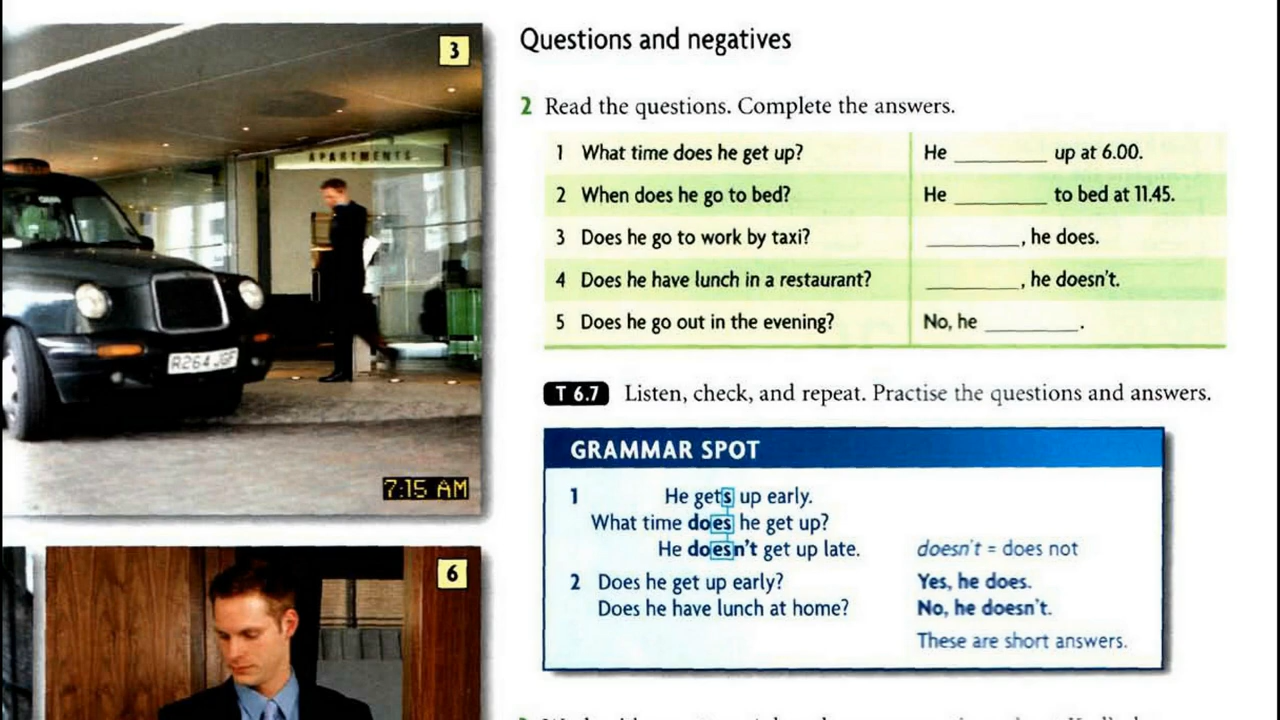 3
APARTMENTS
R264 JGF
7:15 AM
6
Questions and negatives
2 Read the questions. Complete the answers.
1 What time does he get up? He ________ up at 6.00.
2 When does he go to bed? He ________ to bed at 11.45.
3 Does he go to work by taxi? ________, he does.
4 Does he have lunch in a restaurant? ________, he doesn't.
5 Does he go out in the evening? No, he ________.
T 6.7 Listen, check, and repeat. Practise the questions and answers.
GRAMMAR SPOT
1 He gets up early.
What time does he get up?
He doesn't get up late. doesn't = does not
2 Does he get up early? Yes, he does.
Does he have lunch at home? No, he doesn't.
These are short answers.